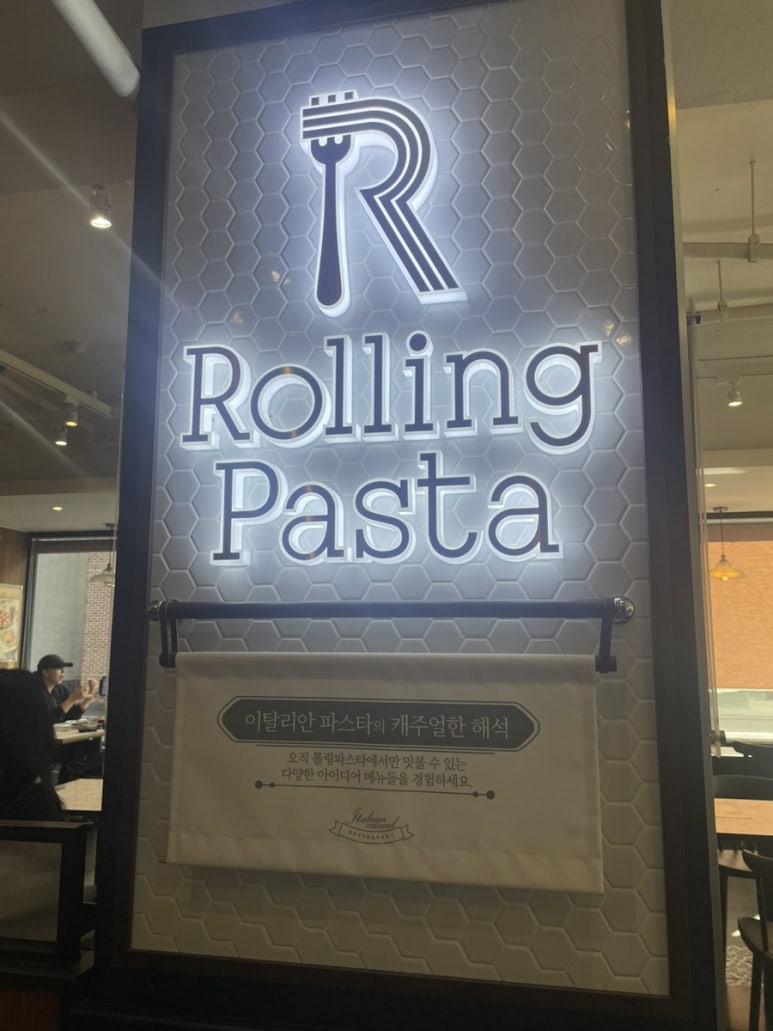 R
Rolling
Pasta
이탈리안 파스타의 캐주얼한 해석
오직 롤링파스타에서만 맛볼 수 있는
다양한 아이디어 메뉴들을 경험하세요.
Italian
casual
RESTAURANT